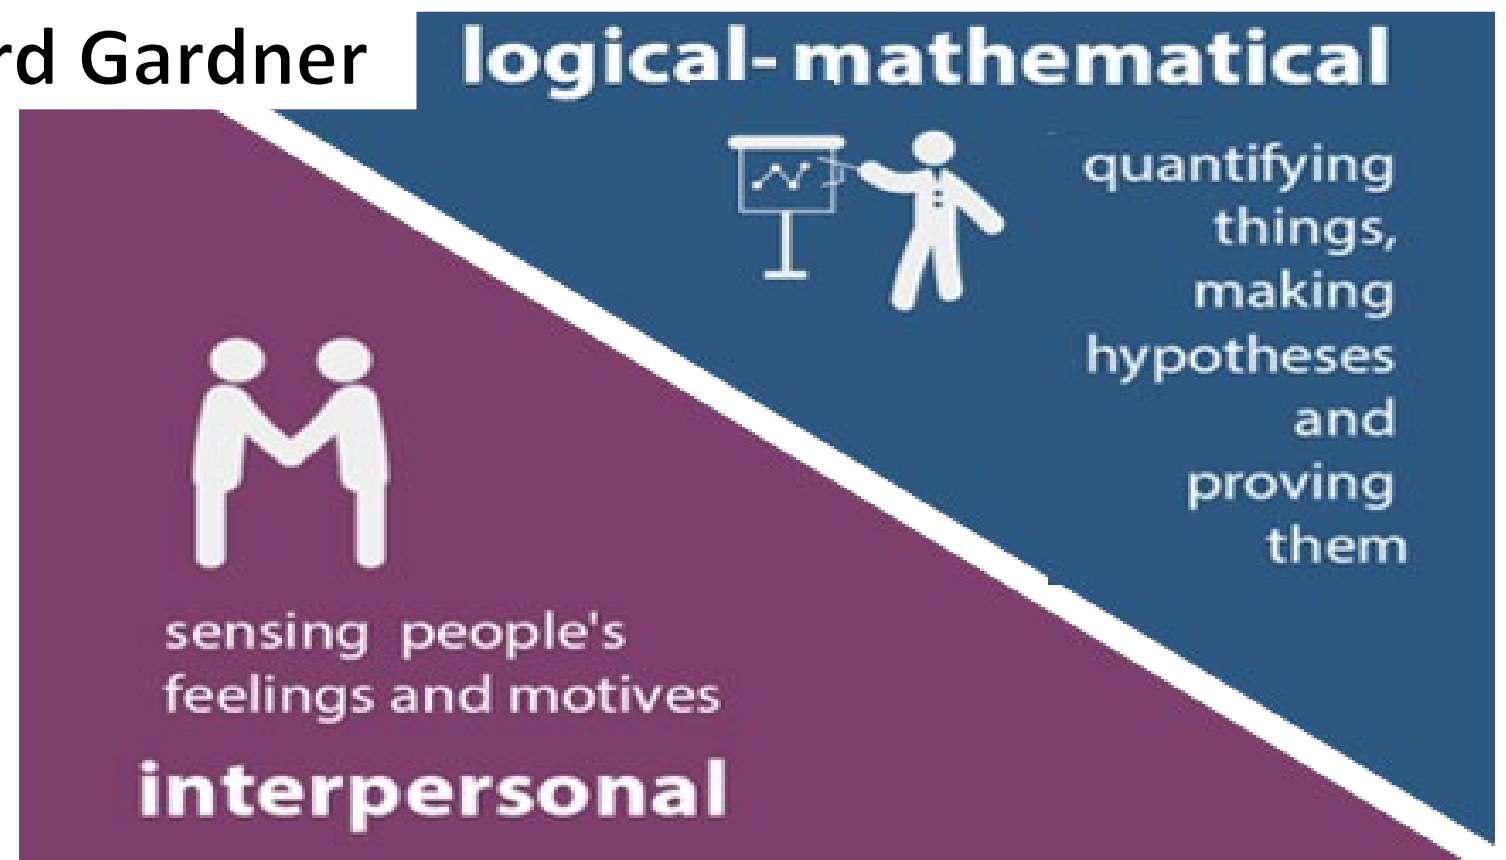 rd Gardner
logical-mathematical
quantifying
things,
making
hypotheses
and
proving
them
sensing people's
feelings and motives
interpersonal